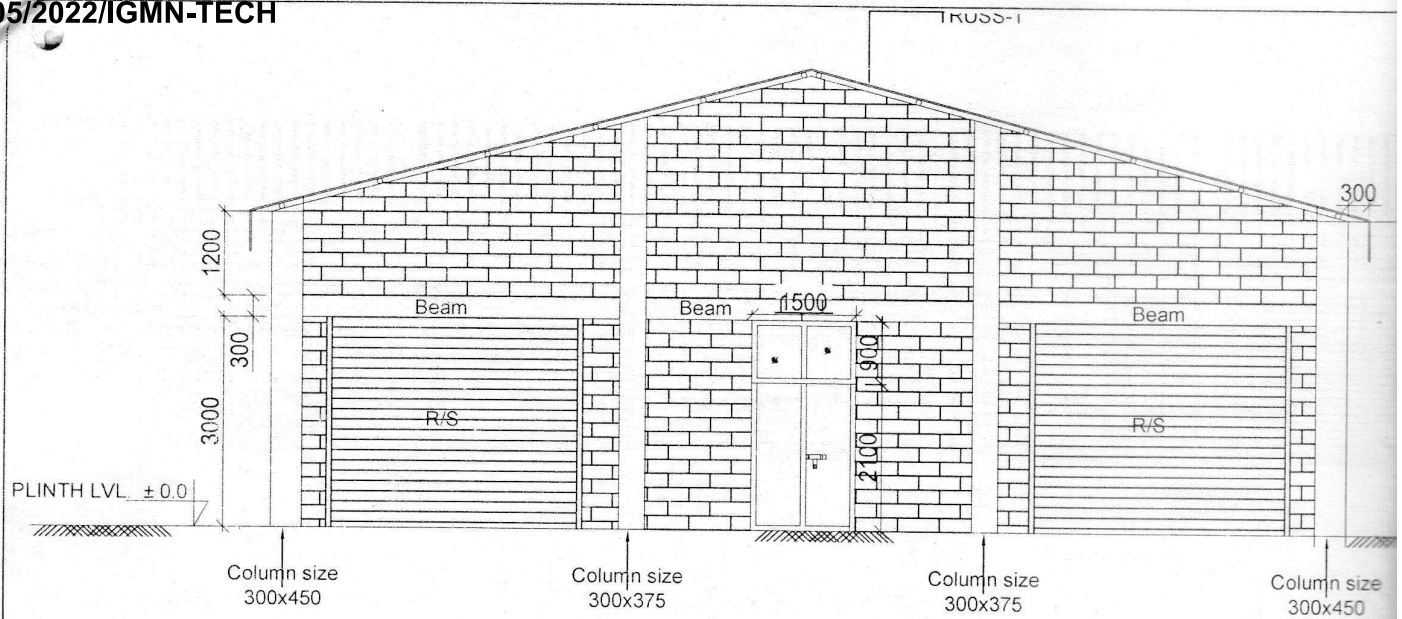 05/2022/IGMN-TECH
TRUSS-1
300
1200
Beam
Beam
1500
Beam
300
900
3000
R/S
R/S
2100
PLINTH LVL ± 0.0
Column size
300x450
Column size
300x375
Column size
300x375
Column size
300x450